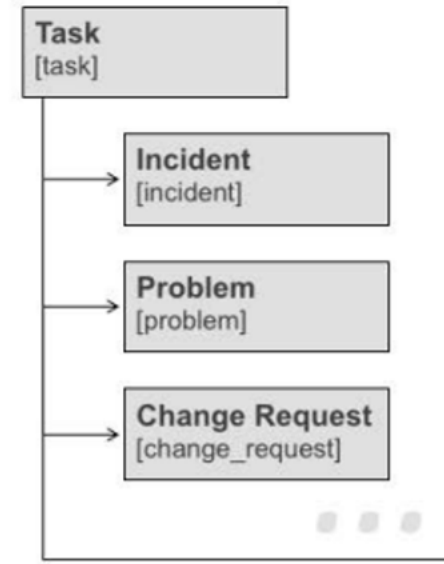 Task
[task]
Incident
[incident]
Problem
[problem]
Change Request
[change_request]